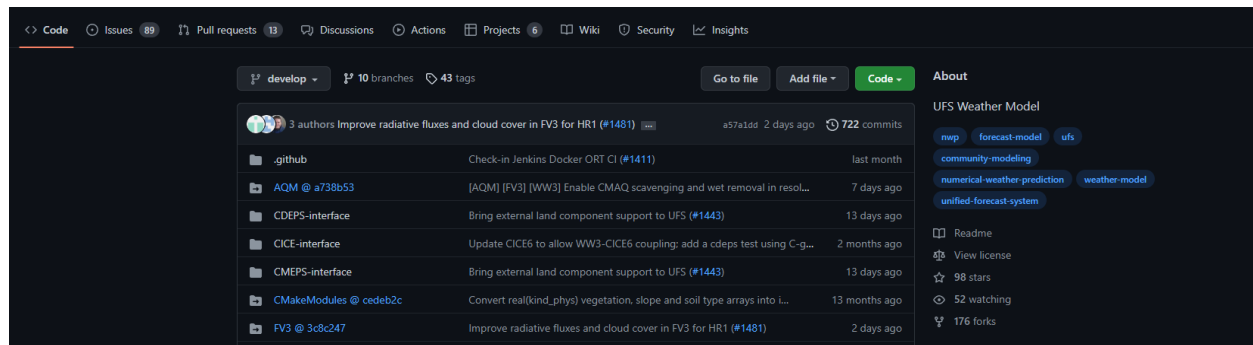 <> Code Issues 89 Pull requests 13 Discussions Actions Projects 6 Wiki Security Insights
develop 10 branches 43 tags Go to file Add file Code
3 authors Improve radiative fluxes and cloud cover in FV3 for HR1 (#1481) ... a57a1dd 2 days ago 722 commits
.github Check-in Jenkins Docker ORT CI (#1411) last month
AQM @ a738b53 [AQM] [FV3] [WW3] Enable CMAQ scavenging and wet removal in resol... 7 days ago
CDEPS-interface Bring external land component support to UFS (#1443) 13 days ago
CICE-interface Update CICE6 to allow WW3-CICE6 coupling; add a cdeps test using C-g... 2 months ago
CMEPS-interface Bring external land component support to UFS (#1443) 13 days ago
CMakeModules @ cedeb2c Convert real(kind_phys) vegetation, slope and soil type arrays into i... 13 months ago
FV3 @ 3c8c247 Improve radiative fluxes and cloud cover in FV3 for HR1 (#1481) 2 days ago
About
UFS Weather Model
nwp forecast-model ufs
community-modeling
numerical-weather-prediction weather-model
unified-forecast-system
Readme
View license
98 stars
52 watching
176 forks